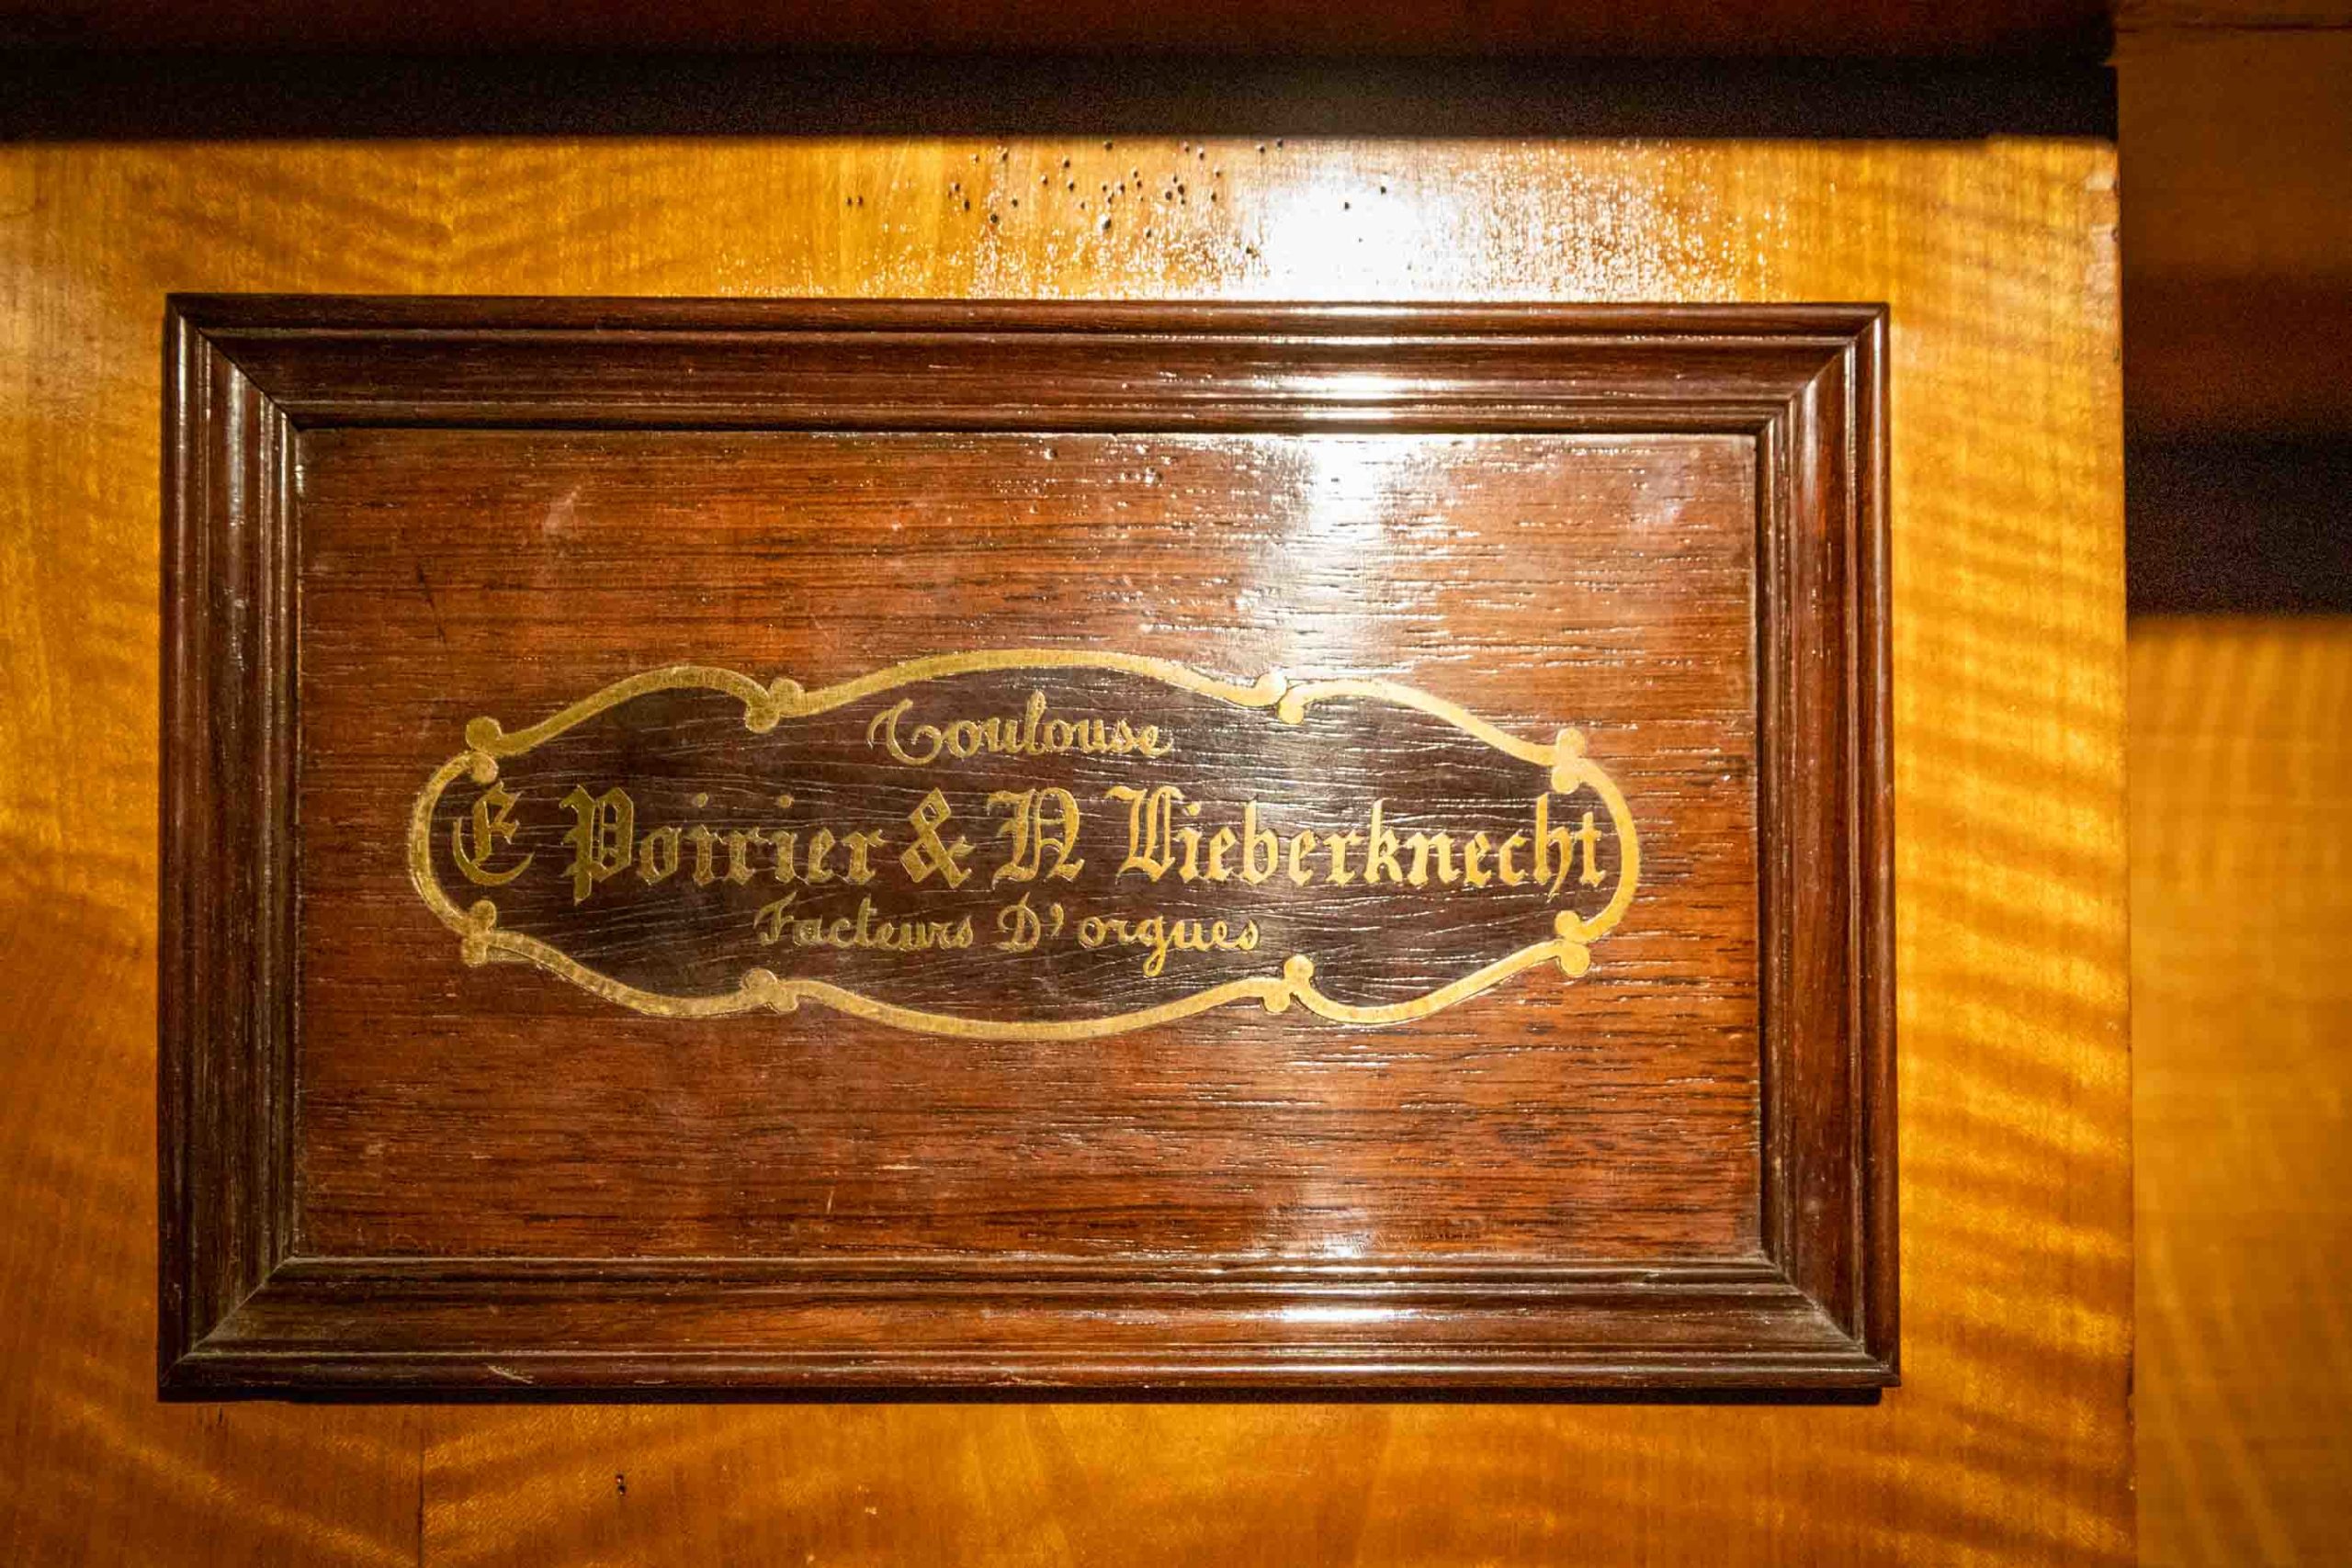 Toulouse
E Poirier & N Lieberknecht
Facteurs D'orgues